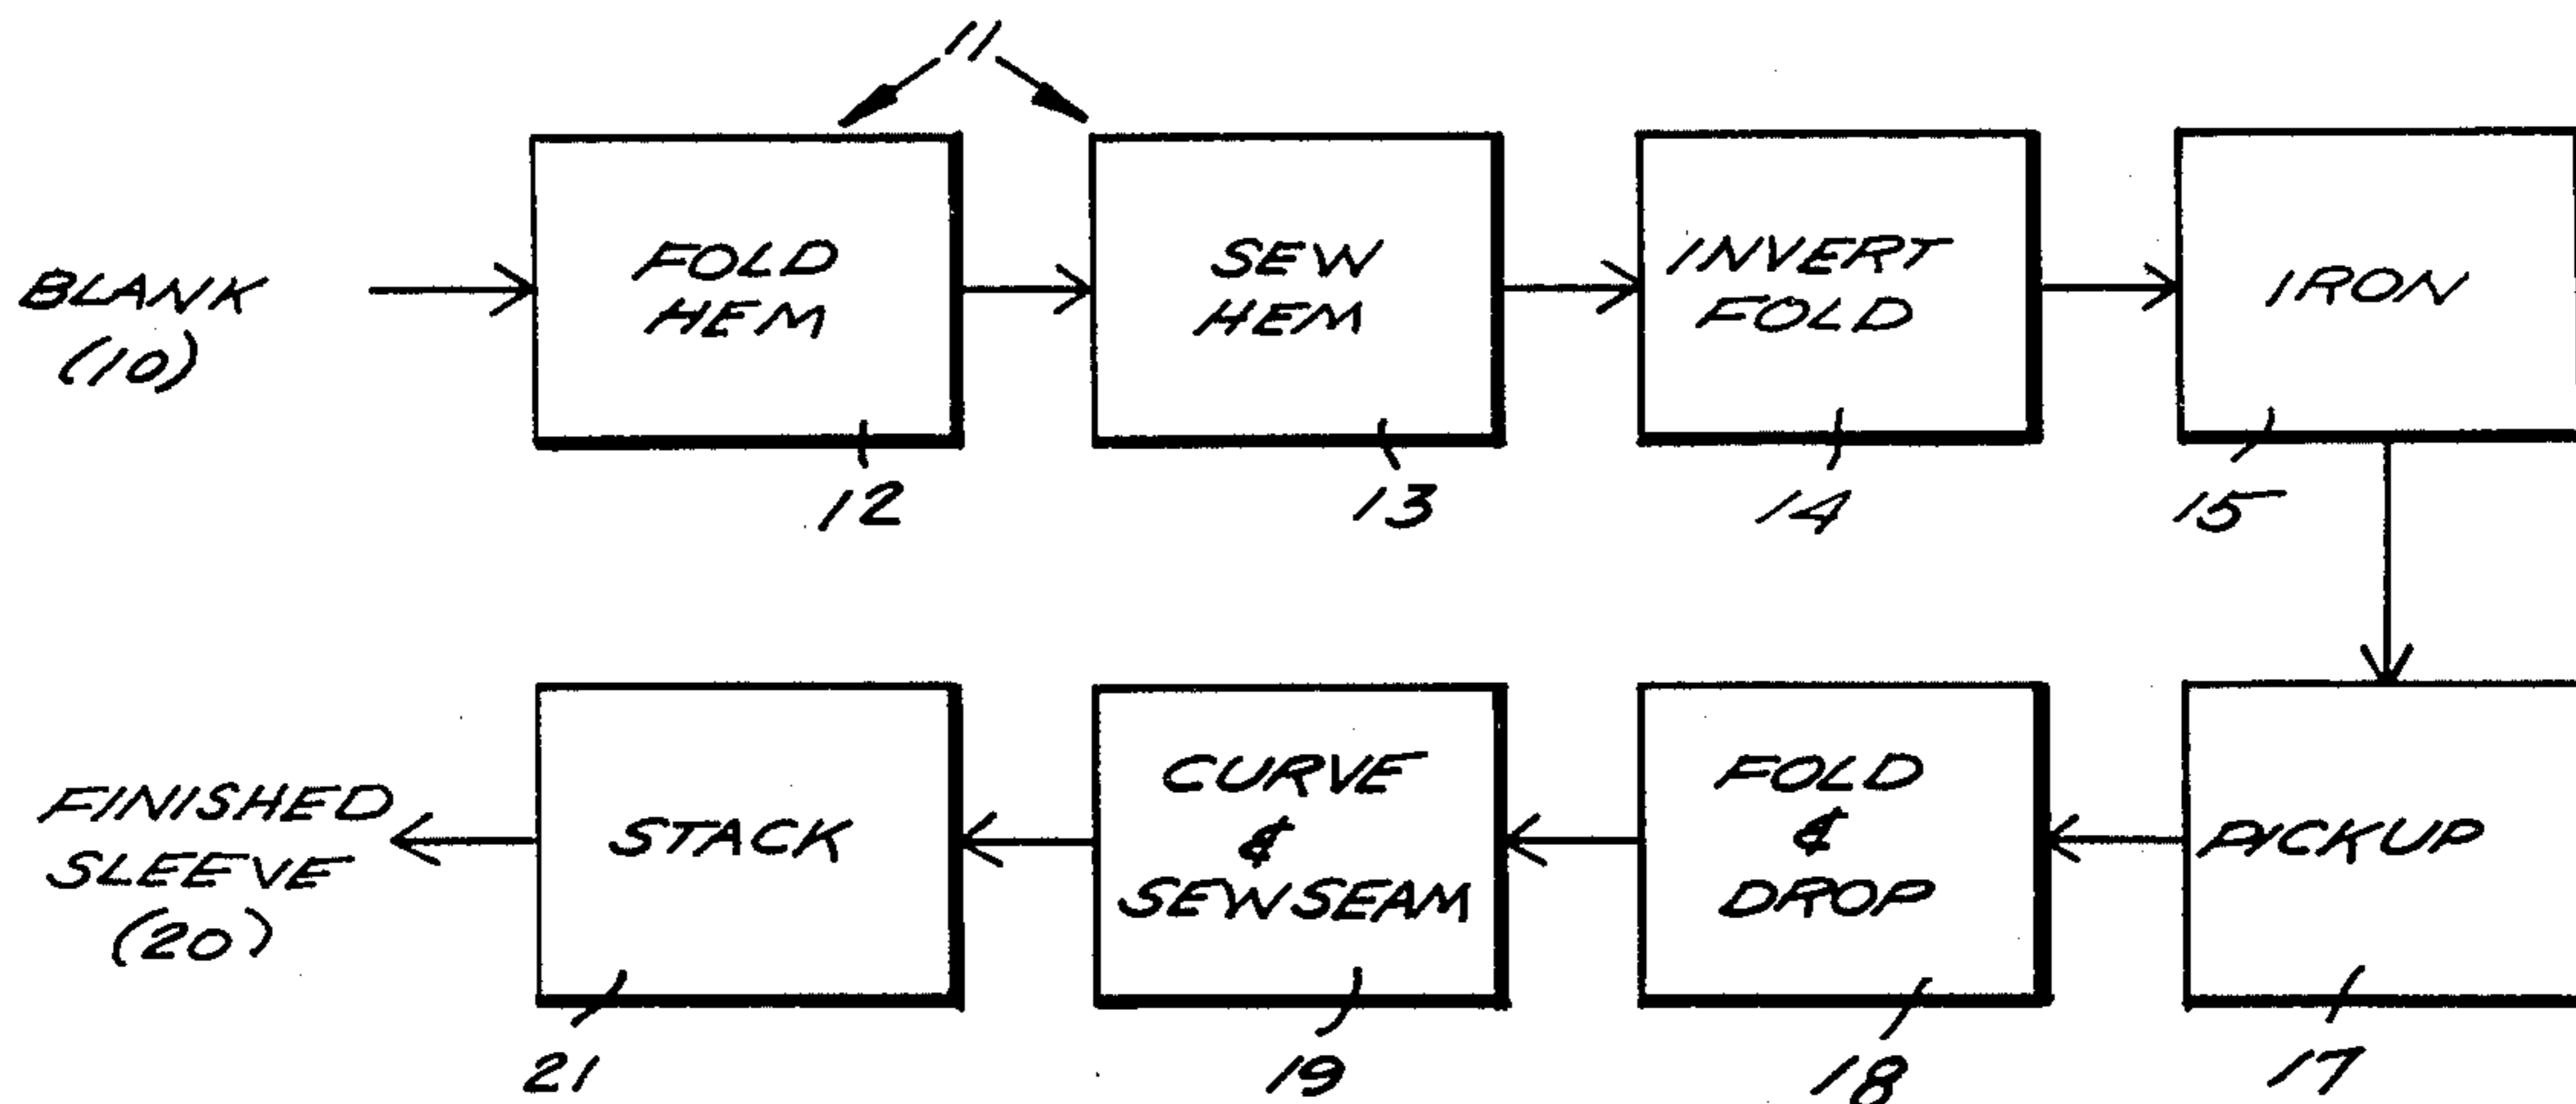 11
BLANK
(10)
FOLD
HEM
12
SEW
HEM
13
INVERT
FOLD
14
IRON
15
FINISHED
SLEEVE
(20)
STACK
21
CURVE
&
SEW SEAM
19
FOLD
&
DROP
18
PICKUP
17